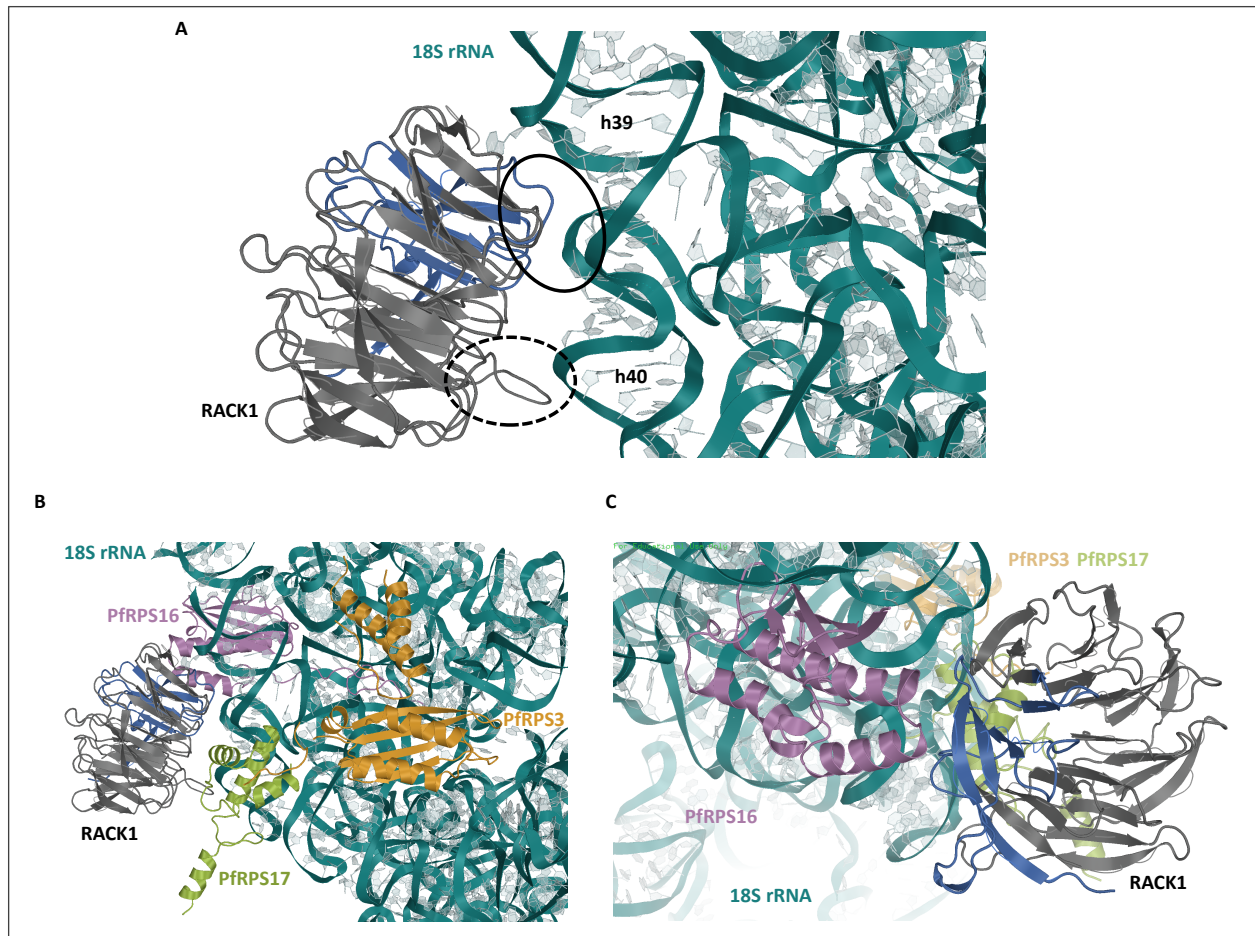 A
18S rRNA
h39
h40
RACK1
B
18S rRNA
PfRPS16
PfRPS3
RACK1
PfRPS17
C
PfRPS3 PfRPS17
PfRPS16
RACK1
18S rRNA